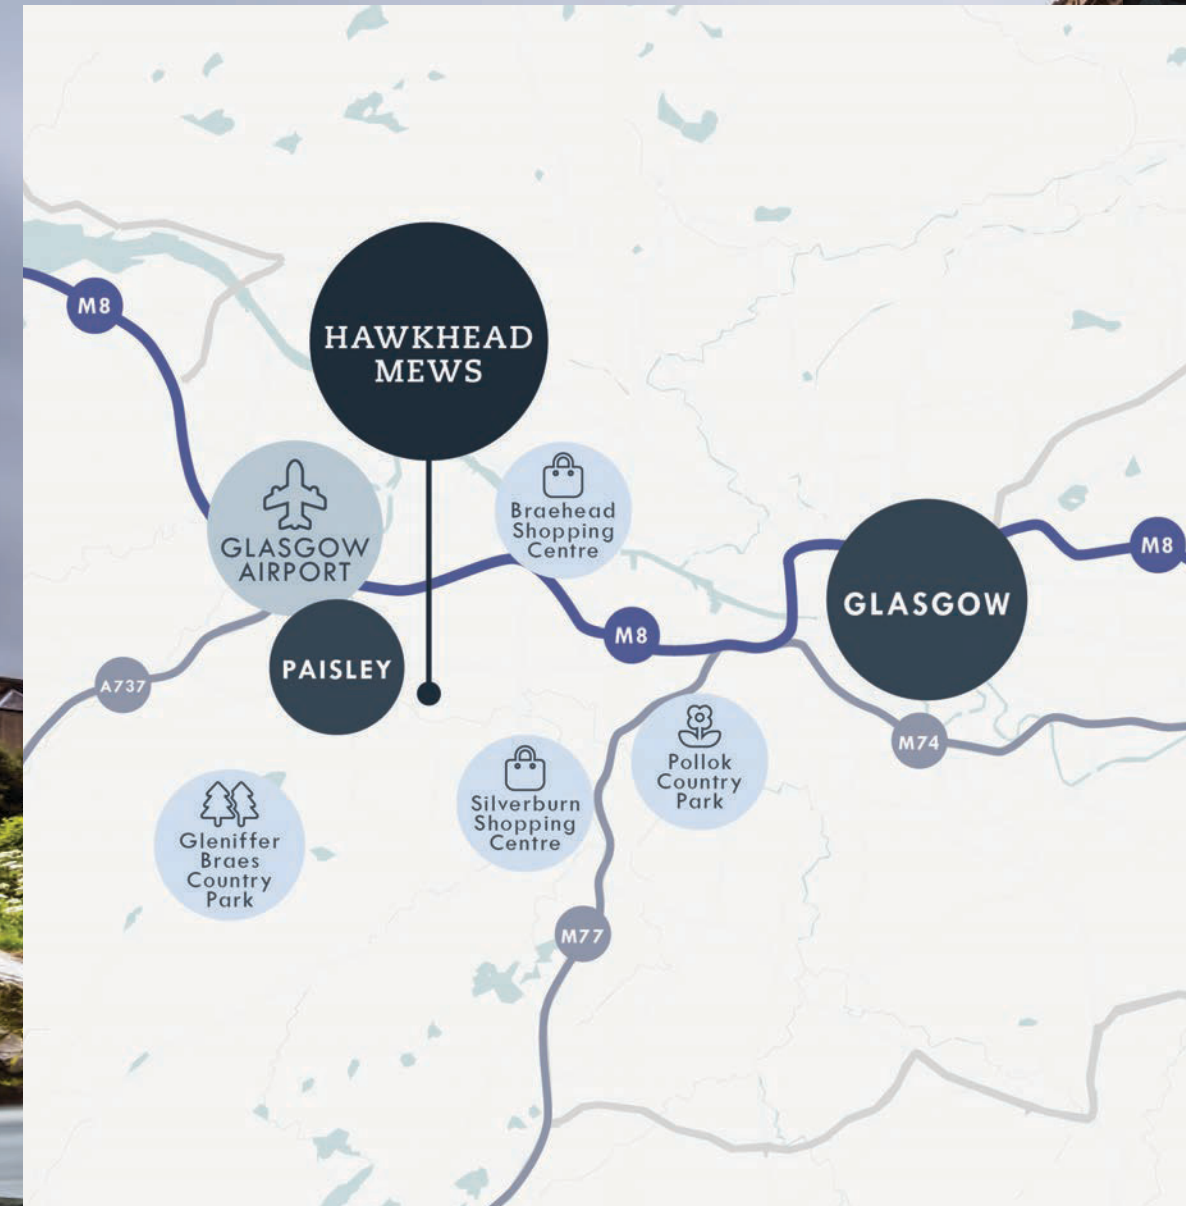 M8
HAWKHEAD
MEWS
GLASGOW
AIRPORT
Braehead
Shopping
Centre
M8
GLASGOW
M8
PAISLEY
A737
M74
Pollok
Country
Park
Silverburn
Shopping
Centre
Gleniffer
Braes
Country
Park
M77